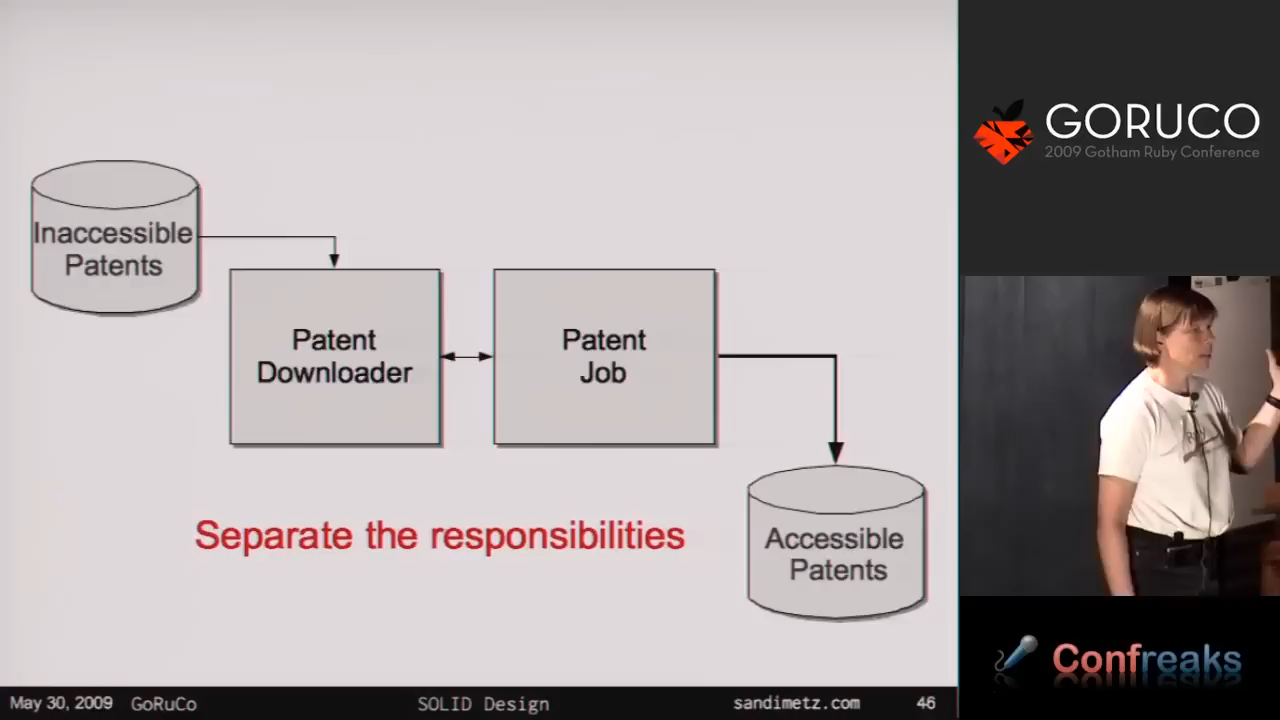 Inaccessible
Patents
Patent
Downloader
Patent
Job
Separate the responsibilities
Accessible
Patents
May 30, 2009 GoRuCo SOLID Design sandimetz.com 46
GORUCO
2009 Gotham Ruby Conference
Confreaks